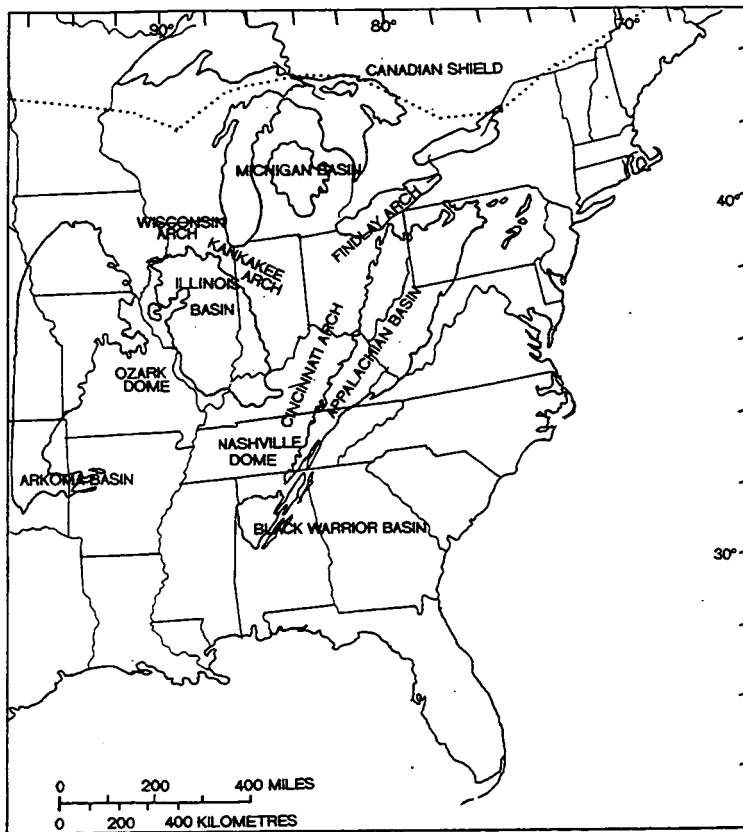 90°
80°
70°
CANADIAN SHIELD
MICHIGAN BASIN
40°
FINDLAY ARCH
WISCONSIN
ARCH
KANKAKEE
ARCH
ILLINOIS
BASIN
CINCINNATI ARCH
APPALACHIAN BASIN
OZARK
DOME
NASHVILLE
DOME
ARKOMA BASIN
BLACK WARRIOR BASIN
30°
0 200 400 MILES
0 200 400 KILOMETRES